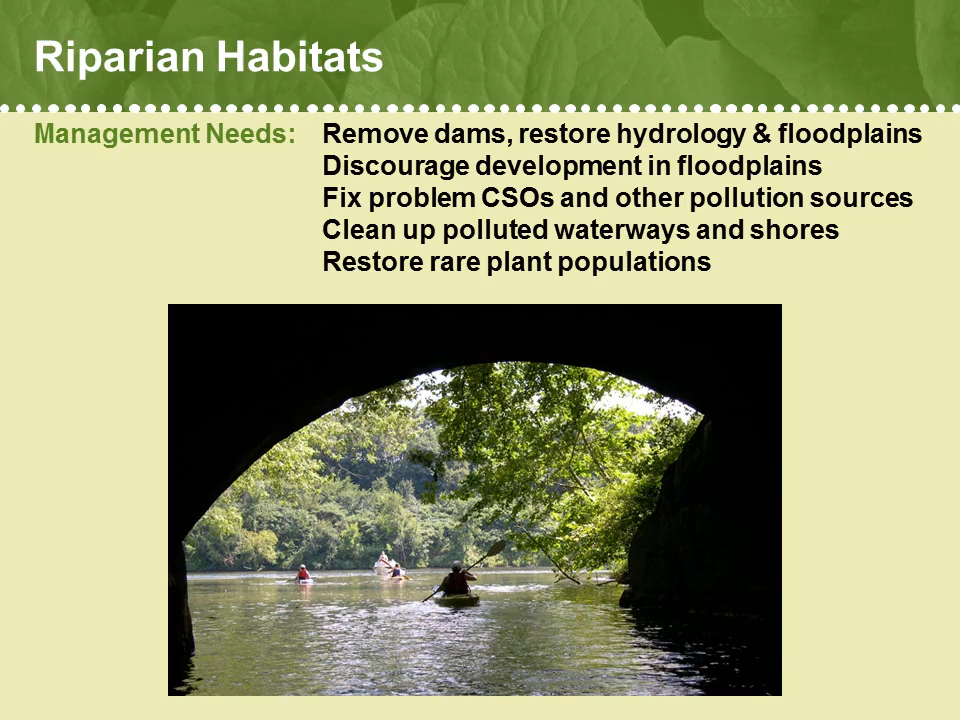 Riparian Habitats
Management Needs: Remove dams, restore hydrology & floodplains
Discourage development in floodplains
Fix problem CSOs and other pollution sources
Clean up polluted waterways and shores
Restore rare plant populations